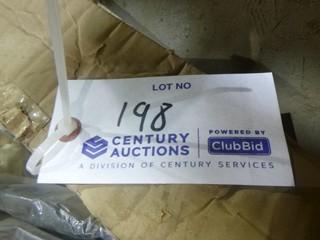 LOT NO
198
CENTURY AUCTIONS
POWERED BY
ClubBid
A DIVISION OF CENTURY SERVICES